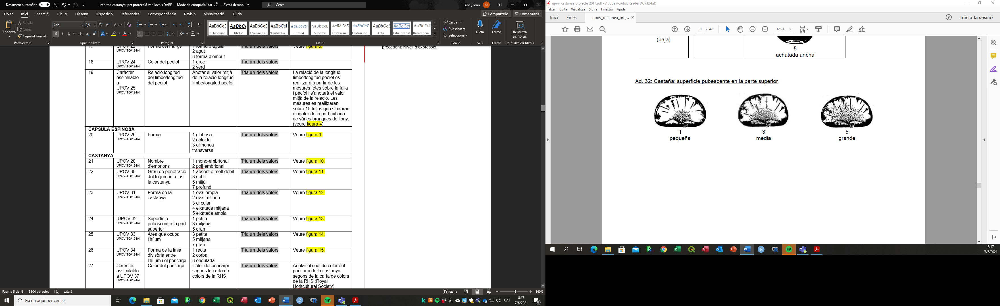 Desament automàtic
Informe castanyer per protecció var. locals DARP - Mode de compatibilitat
- S'està desant...
Cerca
Abel, Joan
AJ
Fitxer
Inici
Inserció
Dibuix
Disseny
Disposició
Referències
Correspondència
Revisió
Visualització
Ajuda
Comparteix
Comentaris
Enganxa
Retalla
Copia
Copia el format
Porta-retalls
Arial
8,5
Tipus de lletra
Paràgraf
AaBbCcI
¶ Normal
Títol 2
¶ Sense es...
¶ Table Pa...
Títol 4
Subtítol
Èmfasi su...
Èmfasi int...
Cita
Cita intensa
Referència...
Estils
Cerca
Substitueix
Selecciona
Edició
Dicta
Veu
Editor
Editor
Reutilitza
els fitxers
Reutilitza els fitxers
17
UPOV 22
UPOV-TG/124/4
Forma del marge
1 forma d'agulla
2 agut
3 forma d'embut
Tria un dels valors
Veure figura 8.
precedent: Nivell d'expressió.
18
UPOV 24
UPOV-TG/124/4
Color del pecíol
1 groc
2 verd
Tria un dels valors
19
Caràcter
assimilable
a
UPOV 25
UPOV-TG/124/4
Relació longitud
del limbe/longitud
del pecíol
Anotar el valor mitjà
de la relació longitud
limbe/longitud pecíol.
Tria un dels valors
La relació de la longitud
limbe/longitud pecíol es
realitzarà a partir de les
mesures fetes sobre la fulla
i pecíol i s'anotarà el valor
mitjà de la relació. Les
mesures es realitzaran
sobre 15 fulles que s'hauran
d'agafar de la part mitjana
de vàries branques de l'any.
(veure figura 4)
CÀPSULA ESPINOSA
20
UPOV 26
UPOV-TG/124/4
Forma
1 globosa
2 obloide
3 cilíndrica
transversal
Tria un dels valors
Veure figura 9.
CASTANYA
21
UPOV 28
UPOV-TG/124/4
Nombre
d'embrions
1 mono-embrional
2 poli-embrional
Tria un dels valors
Veure figura 10.
22
UPOV 30
UPOV-TG/124/4
Grau de penetració
del tegument dins
la castanya
1 absent o molt dèbil
3 dèbil
5 mitjà
7 profund
Tria un dels valors
Veure figura 11.
23
UPOV 31
UPOV-TG/124/4
Forma de la
castanya
1 oval ampla
2 oval mitjana
3 circular
4 eixatada mitjana
5 eixatada ampla
Tria un dels valors
Veure figura 12.
24
UPOV 32
UPOV-TG/124/4
Superfície
pubescent a la part
superior
1 petita
3 mitjana
5 gran
Tria un dels valors
Veure figura 13.
25
UPOV 33
UPOV-TG/124/4
Àrea que ocupa
l'hílum
3 petita
5 mitjana
7 gran
Tria un dels valors
Veure figura 14.
26
UPOV 34
UPOV-TG/124/4
Forma de la línia
divisòria entre
l'hílum i el pericarpi
1 recta
2 corba
3 ondulada
Tria un dels valors
Veure figura 15.
27
Caràcter
assimilable
a UPOV 37
UPOV-TG/124/4
Color del pericarpi
Color del pericarpi
segons la carta de
colors de la RHS
Tria un dels valors
Anotar el codi de color del
pericarpi de la castanya
segons de la carta de colors
de la RHS (Royal
Horitcultural Society).
Pàgina 5 de 18
3304 paraules
català
Focus
140%
Escriu aquí per cercar
CAT
8:17
7/6/2021
8
upov_castanea_projecte_2017.pdf - Adobe Acrobat Reader DC (32-bit)
Fitxer
Edita
Visualitza
Signa
Finestra
Ajuda
Inici
Eines
upov_castanea_proj...
Inicia la sessió
31 / 42
125%
(baja)
5
achatada ancha
Ad. 32: Castaña: superficie pubescente en la parte superior
1
pequeña
3
media
5
grande
8:17
7/6/2021